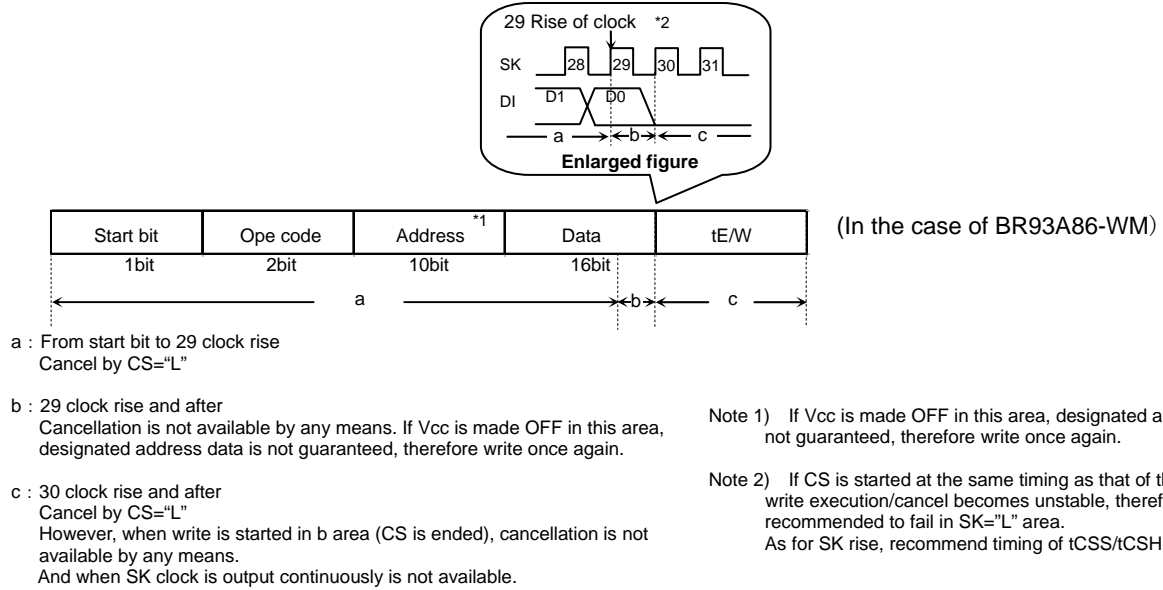 29 Rise of clock *2
SK 28 29 30 31
DI D1 D0
a b c
Enlarged figure
Start bit Ope code Address *1 Data tE/W (In the case of BR93A86-WM)
1bit 2bit 10bit 16bit
a b c
a : From start bit to 29 clock rise
Cancel by CS="L"
b : 29 clock rise and after
Cancellation is not available by any means. If Vcc is made OFF in this area,
designated address data is not guaranteed, therefore write once again.
c : 30 clock rise and after
Cancel by CS="L"
However, when write is started in b area (CS is ended), cancellation is not
available by any means.
And when SK clock is output continuously is not available.
Note 1) If Vcc is made OFF in this area, designated a
not guaranteed, therefore write once again.
Note 2) If CS is started at the same timing as that of t
write execution/cancel becomes unstable, theref
recommended to fail in SK="L" area.
As for SK rise, recommend timing of tCSS/tCSH